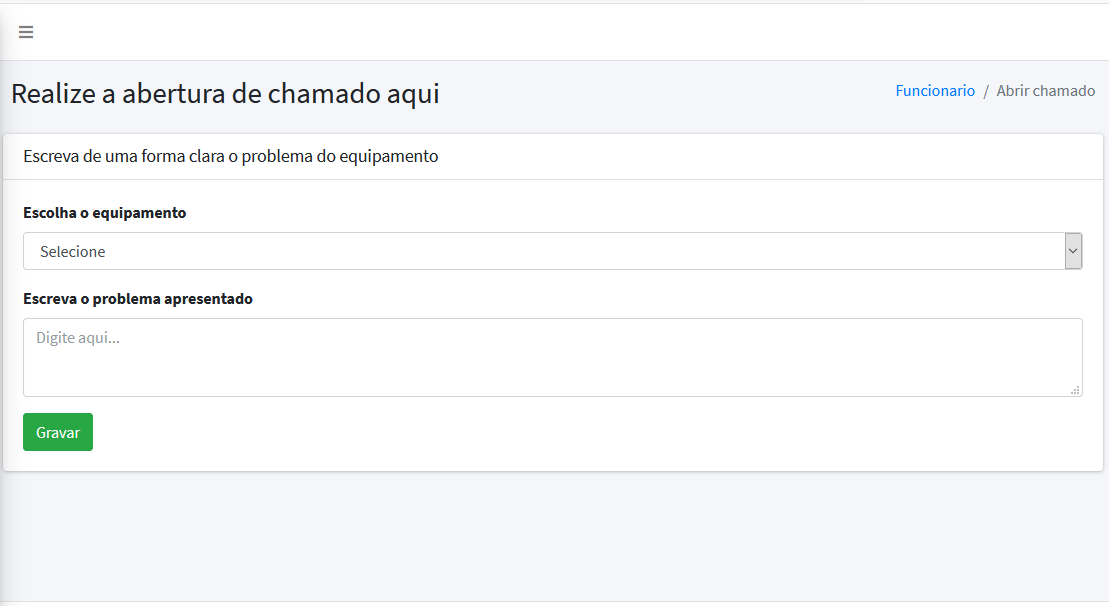 Realize a abertura de chamado aqui
Funcionario / Abrir chamado
Escreva de uma forma clara o problema do equipamento
Escolha o equipamento
Selecione
Escreva o problema apresentado
Digite aqui...
Gravar